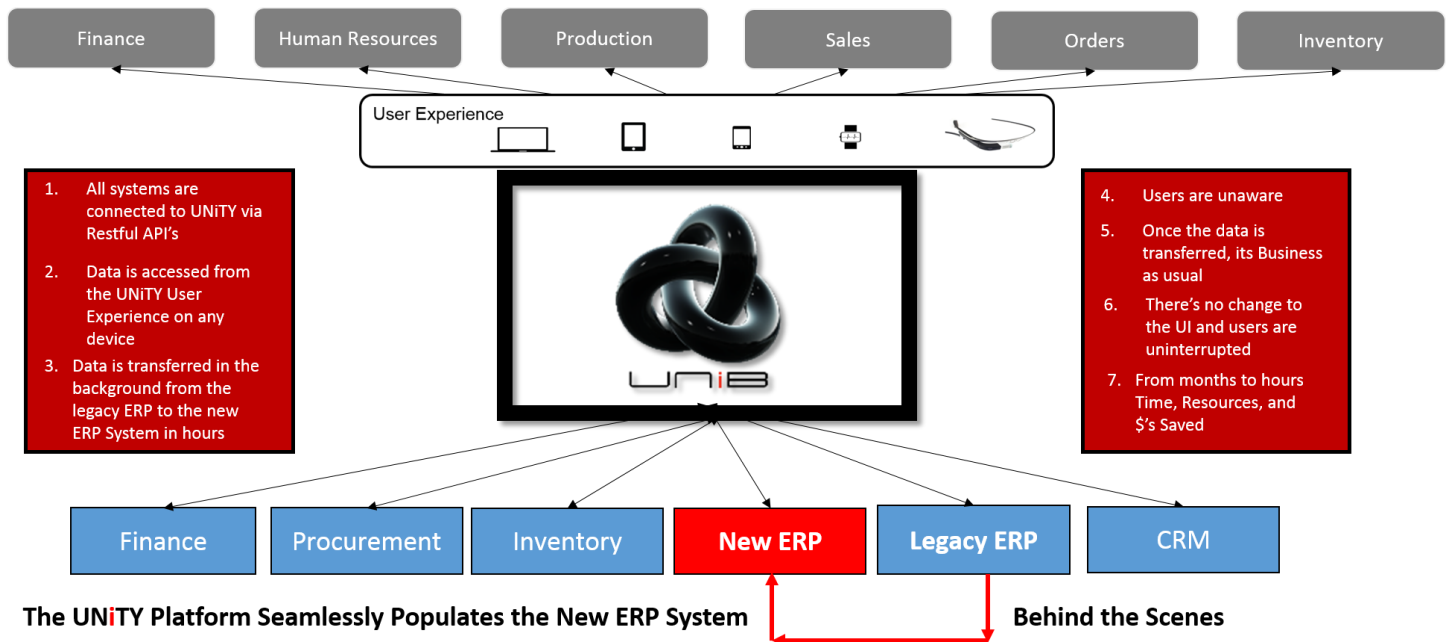 Finance
Human Resources
Production
Sales
Orders
Inventory
User Experience
1. All systems are
connected to UNiTY via
Restful API’s
2. Data is accessed from
the UNiTY User
Experience on any
device
3. Data is transferred in the
background from the
legacy ERP to the new
ERP System in hours
UNiB
4. Users are unaware
5. Once the data is
transferred, its Business
as usual
6. There’s no change to
the UI and users are
uninterrupted
7. From months to hours
Time, Resources, and
$’s Saved
Finance
Procurement
Inventory
New ERP
Legacy ERP
CRM
The UNiTY Platform Seamlessly Populates the New ERP System
Behind the Scenes